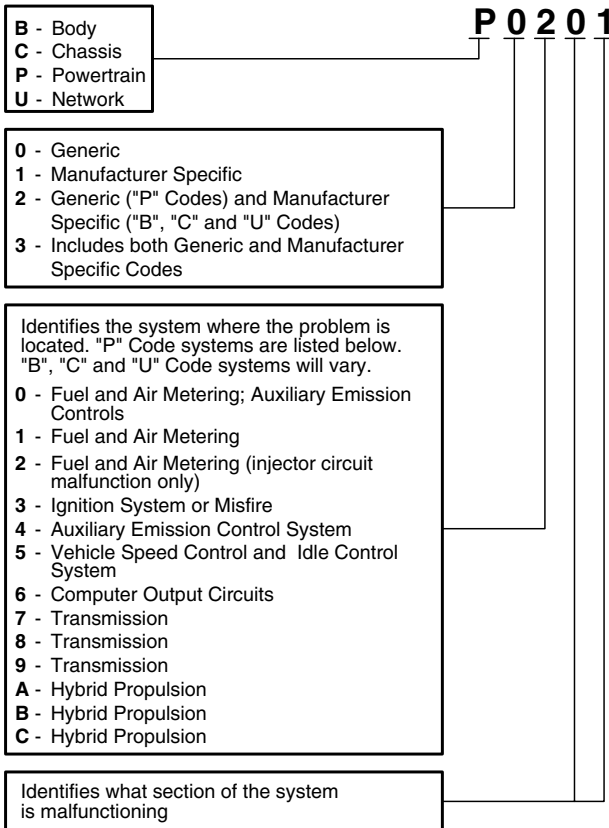 P 0 2 0 1
B - Body
C - Chassis
P - Powertrain
U - Network
0 - Generic
1 - Manufacturer Specific
2 - Generic ("P" Codes) and Manufacturer
Specific ("B", "C" and "U" Codes)
3 - Includes both Generic and Manufacturer
Specific Codes
Identifies the system where the problem is
located. "P" Code systems are listed below.
"B", "C" and "U" Code systems will vary.
0 - Fuel and Air Metering; Auxiliary Emission
Controls
1 - Fuel and Air Metering
2 - Fuel and Air Metering (injector circuit
malfunction only)
3 - Ignition System or Misfire
4 - Auxiliary Emission Control System
5 - Vehicle Speed Control and Idle Control
System
6 - Computer Output Circuits
7 - Transmission
8 - Transmission
9 - Transmission
A - Hybrid Propulsion
B - Hybrid Propulsion
C - Hybrid Propulsion
Identifies what section of the system
is malfunctioning